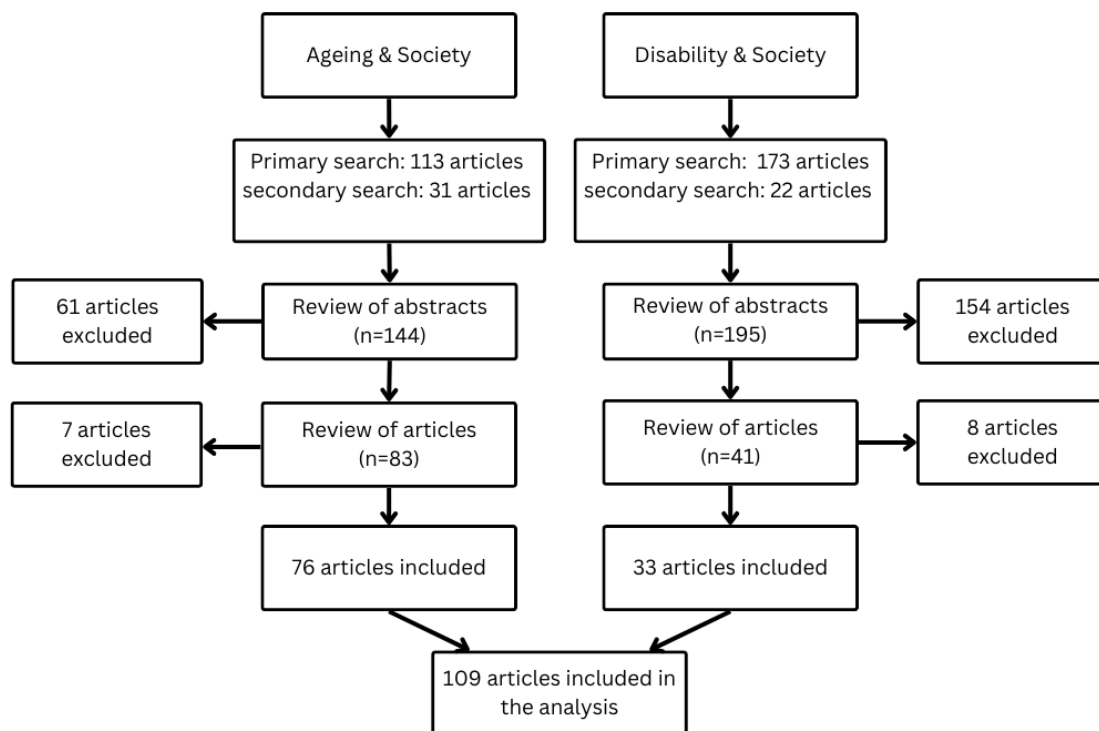 Ageing & Society
Disability & Society
Primary search: 113 articles
secondary search: 31 articles
Primary search:  173 articles
secondary search: 22 articles
61 articles
excluded
Review of abstracts
(n=144)
Review of abstracts
(n=195)
154 articles
excluded
7 articles
excluded
Review of articles
(n=83)
Review of articles
(n=41)
8 articles
excluded
76 articles included
33 articles included
109 articles included in
the analysis